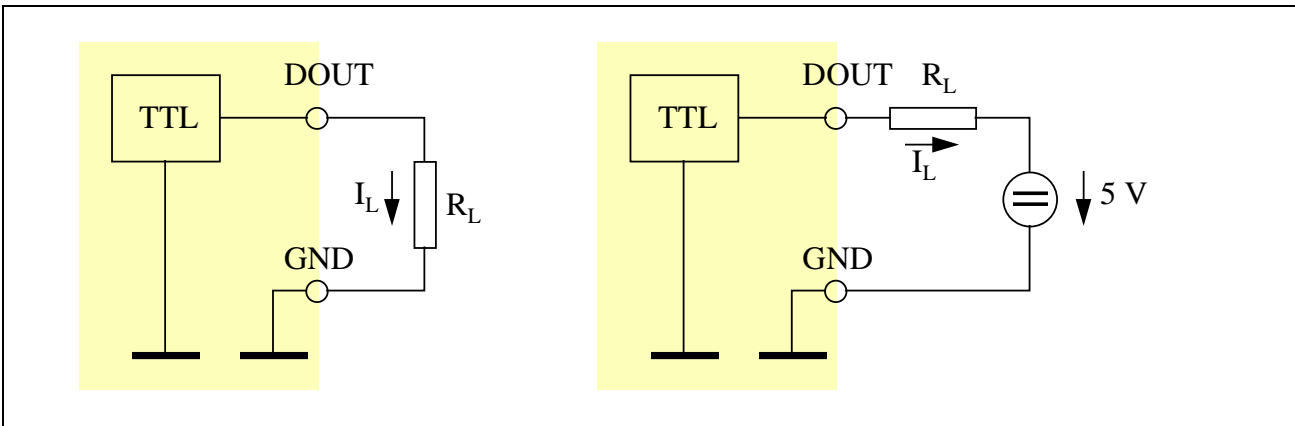 DOUT
TTL
I_L
R_L
GND
DOUT
R_L
TTL
I_L
5 V
GND